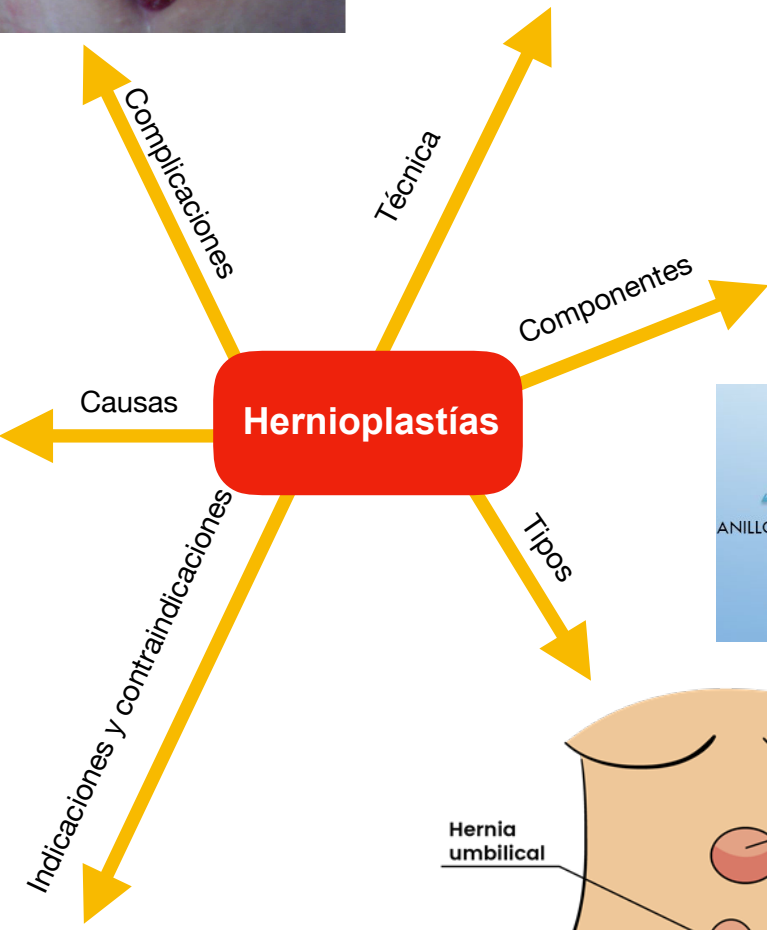 Complicaciones
Técnica
Componentes
Causas
Hernioplastías
Tipos
Indicaciones y contraindicaciones
Hernia
umbilical